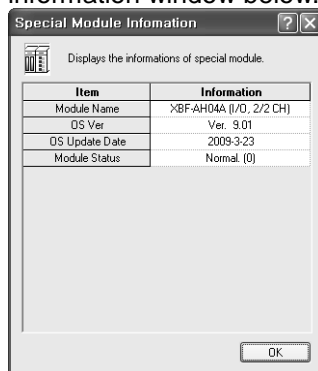 information window below.
Special Module Infomation
Displays the informations of special module.
Item Information
Module Name XBF-AH04A (I/O, 2/2 CH)
OS Ver Ver. 9.01
OS Update Date 2009-3-23
Module Status Normal. (0)
OK